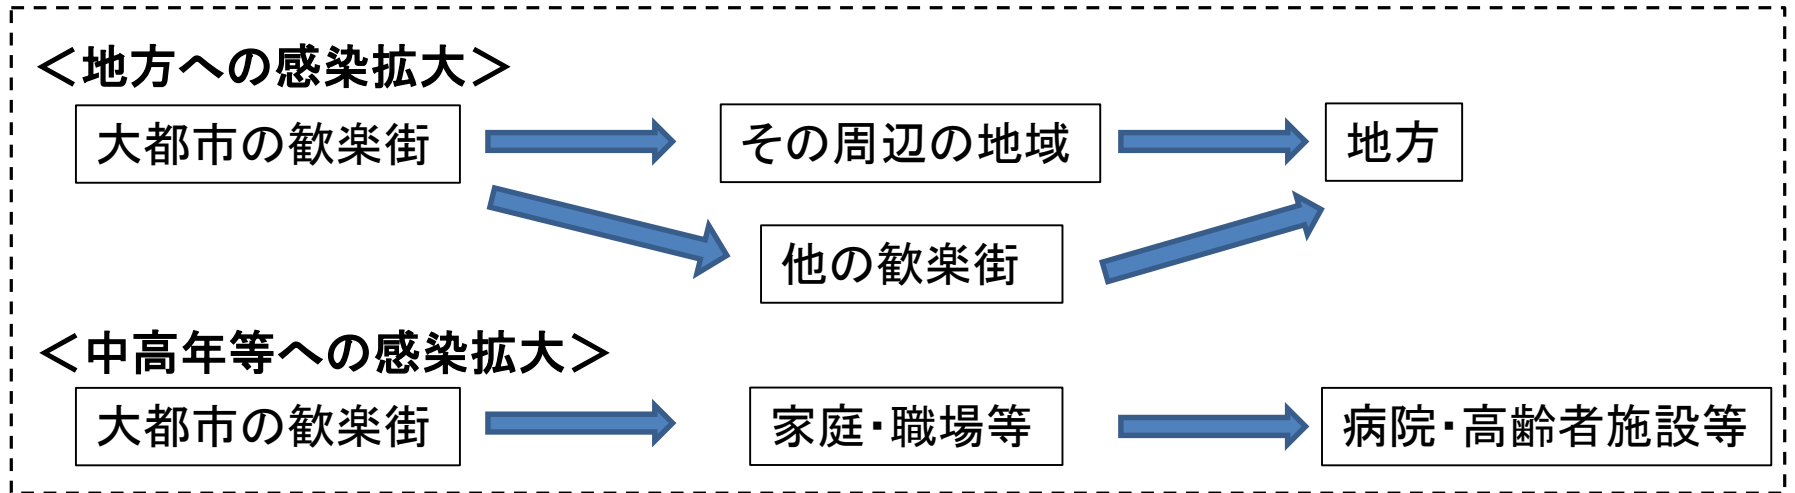 ＜地方への感染拡大＞
大都市の歓楽街
その周辺の地域
地方
他の歓楽街
＜中高年等への感染拡大＞
大都市の歓楽街
家庭・職場等
病院・高齢者施設等